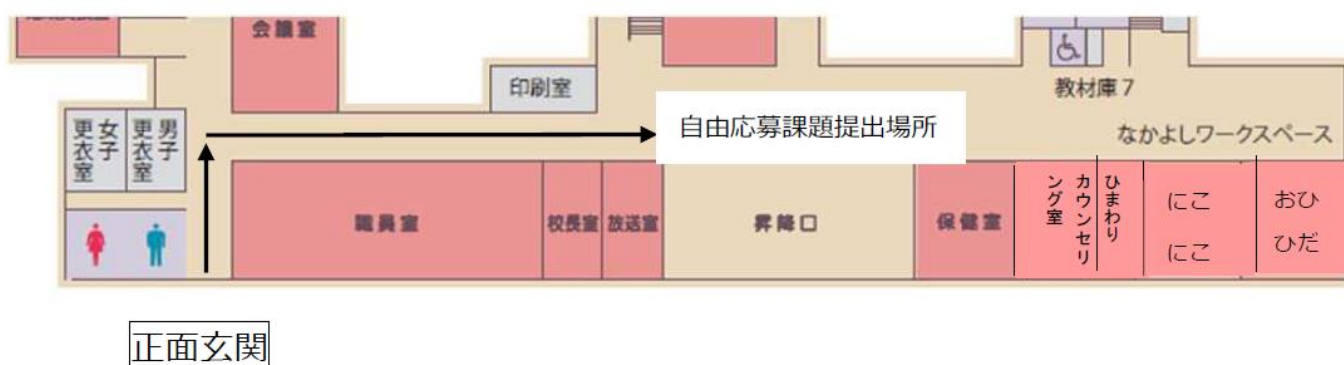 会議室
印刷室
教材庫7
自由応募課題提出場所
なかよしワークスペース
女子
更衣室
男子
更衣室
職員室
校長室
放送室
昇降口
保健室
カウンセリ
ング室
ひまわり
にこ
にこ
おひ
ひだ
正面玄関